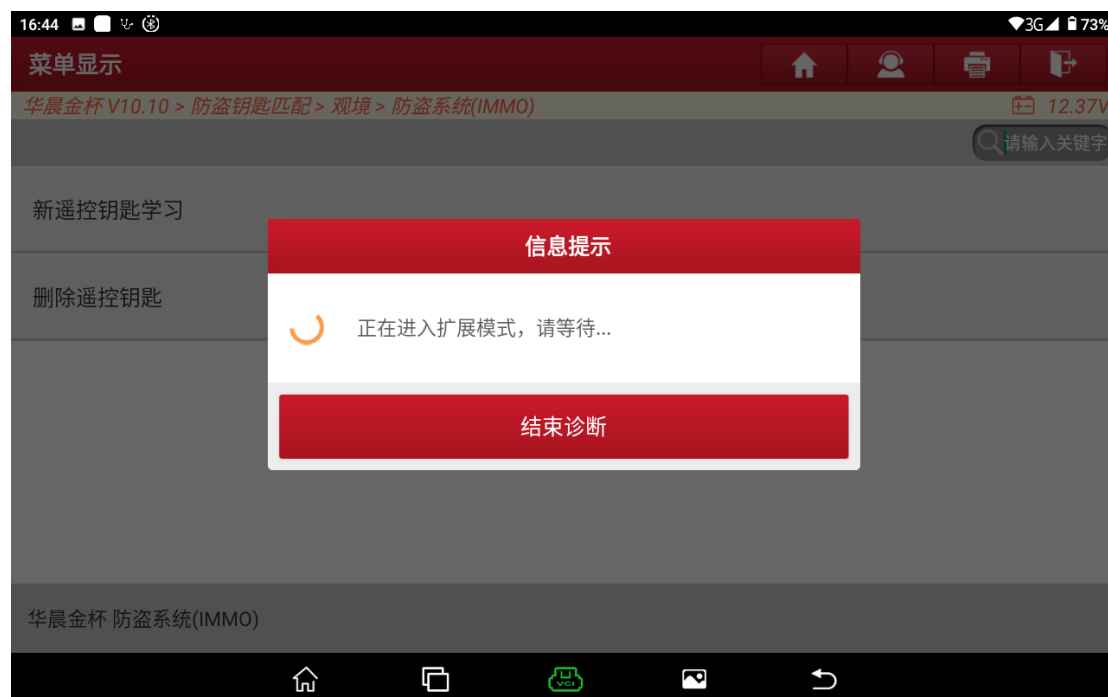 16:44 3G 73%
菜单显示
华晨金杯 V10.10 > 防盗钥匙匹配 > 观境 > 防盗系统(IMMO) 12.37V
请输入关键字
新遥控钥匙学习
信息提示
删除遥控钥匙
正在进入扩展模式，请等待...
结束诊断
华晨金杯 防盗系统(IMMO)
VCI